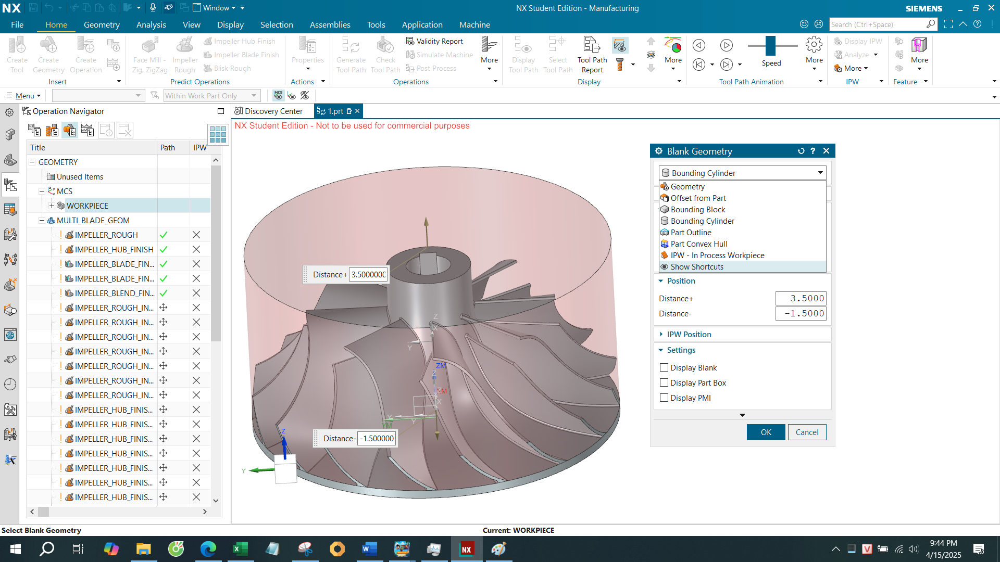 NX
Window
NX Student Edition - Manufacturing
SIEMENS
File
Home
Geometry
Analysis
View
Display
Selection
Assemblies
Tools
Application
Machine
Search (Ctrl+Space)
Create Tool
Create Geometry
Create Operation
Insert
Face Mill - Zig, ZigZag
Impeller Rough
Impeller Hub Finish
Impeller Blade Finish
Blisk Rough
Predict Operations
Properties
Actions
Generate Tool Path
Check Tool Path
Validity Report
Simulate Machine
Post Process
More
Operations
Display Tool Path
Select Tool Path
Tool Path Report
More
Display
Speed
More
Tool Path Animation
Display IPW
Analyze
More
IPW
More
Feature
Menu
Within Work Part Only
MCS
Operation Navigator
Discovery Center
1.prt
NX Student Edition - Not to be used for commercial purposes
Title
Path
IPW
GEOMETRY
Unused Items
MCS
WORKPIECE
MULTI_BLADE_GEOM
IMPELLER_ROUGH
IMPELLER_HUB_FINISH
IMPELLER_BLADE_FIN...
IMPELLER_BLADE_FIN...
IMPELLER_BLEND_FIN...
IMPELLER_ROUGH_IN...
IMPELLER_ROUGH_IN...
IMPELLER_ROUGH_IN...
IMPELLER_ROUGH_IN...
IMPELLER_ROUGH_IN...
IMPELLER_ROUGH_IN...
IMPELLER_ROUGH_IN...
IMPELLER_HUB_FINIS...
IMPELLER_HUB_FINIS...
IMPELLER_HUB_FINIS...
IMPELLER_HUB_FINIS...
IMPELLER_HUB_FINIS...
IMPELLER_HUB_FINIS...
IMPELLER_HUB_FINIS...
Distance+ 3.5000000
Z
X
Y
ZM
Z
ZM
X
X
Y
YM
Distance- -1.500000
Z
Y
Blank Geometry
Bounding Cylinder
Geometry
Offset from Part
Bounding Block
Bounding Cylinder
Part Outline
Part Convex Hull
IPW - In Process Workpiece
Show Shortcuts
Position
Distance+ 3.5000
Distance- -1.5000
IPW Position
Settings
Display Blank
Display Part Box
Display PMI
OK
Cancel
Select Blank Geometry
Current: WORKPIECE
NX
V
9:44 PM
4/15/2025